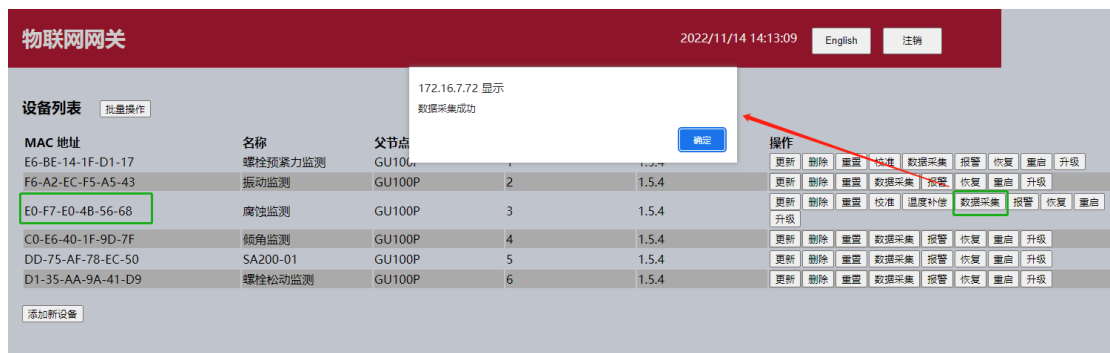 物联网网关 2022/11/14 14:13:09 English 注销
172.16.7.72 显示
设备列表 批量操作 数据采集成功
确定
MAC 地址 名称 父节点 操作
E6-BE-14-1F-D1-17 螺栓预紧力监测 GU100P 1 1.5.4 更新 删除 重置 校准 数据采集 报警 恢复 重启 升级
F6-A2-EC-F5-A5-43 振动监测 GU100P 2 1.5.4 更新 删除 重置 数据采集 报警 恢复 重启 升级
E0-F7-E0-4B-56-68 腐蚀监测 GU100P 3 1.5.4 更新 删除 重置 校准 温度补偿 数据采集 报警 恢复 重启
升级
C0-E6-40-1F-9D-7F 倾角监测 GU100P 4 1.5.4 更新 删除 重置 数据采集 报警 恢复 重启 升级
DD-75-AF-78-EC-50 SA200-01 GU100P 5 1.5.4 更新 删除 重置 数据采集 报警 恢复 重启 升级
D1-35-AA-9A-41-D9 螺栓松动监测 GU100P 6 1.5.4 更新 删除 重置 数据采集 报警 恢复 重启 升级
添加新设备